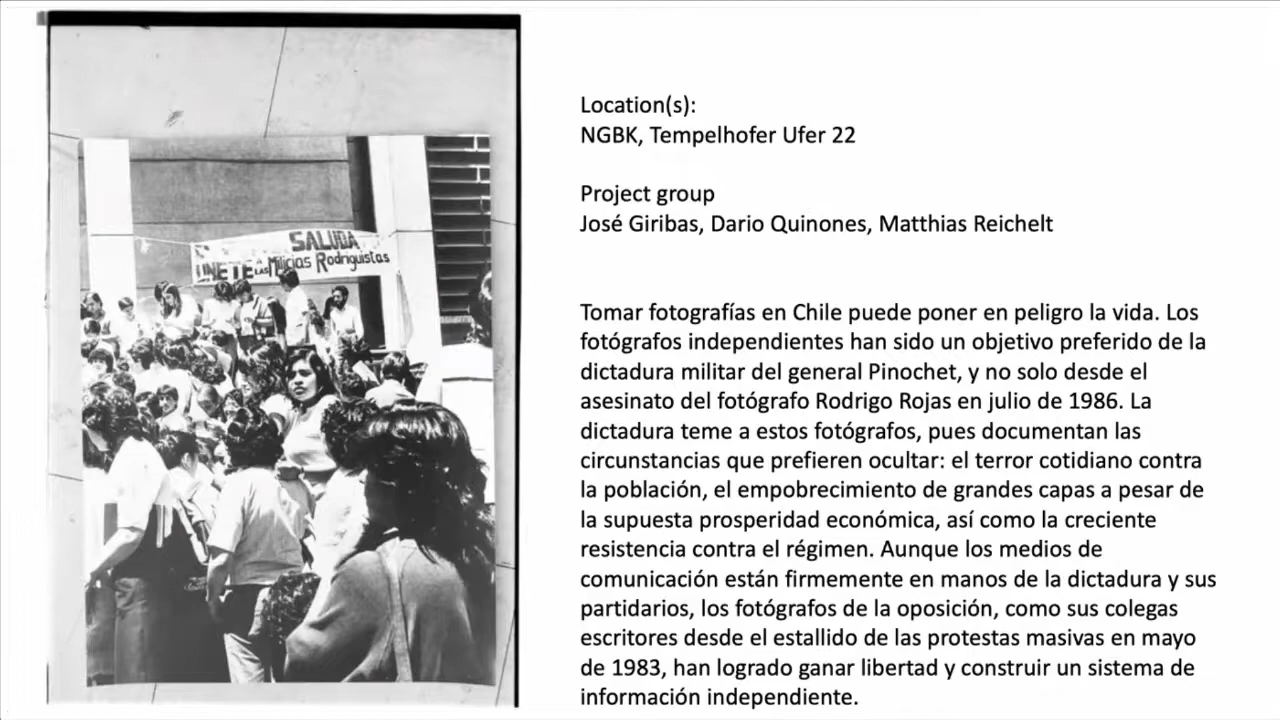 SALUDA
UNETE A LAS Milicias Rodriguistas
Location(s):
NGBK, Tempelhofer Ufer 22
Project group
José Giribas, Dario Quinones, Matthias Reichelt
Tomar fotografías en Chile puede poner en peligro la vida. Los
fotógrafos independientes han sido un objetivo preferido de la
dictadura militar del general Pinochet, y no solo desde el
asesinato del fotógrafo Rodrigo Rojas en julio de 1986. La
dictadura teme a estos fotógrafos, pues documentan las
circunstancias que prefieren ocultar: el terror cotidiano contra
la población, el empobrecimiento de grandes capas a pesar de
la supuesta prosperidad económica, así como la creciente
resistencia contra el régimen. Aunque los medios de
comunicación están firmemente en manos de la dictadura y sus
partidarios, los fotógrafos de la oposición, como sus colegas
escritores desde el estallido de las protestas masivas en mayo
de 1983, han logrado ganar libertad y construir un sistema de
información independiente.